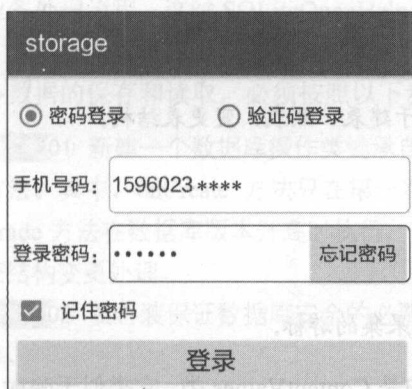 storage
密码登录 验证码登录
手机号码： 1596023****
登录密码： ······ 忘记密码
记住密码
登录